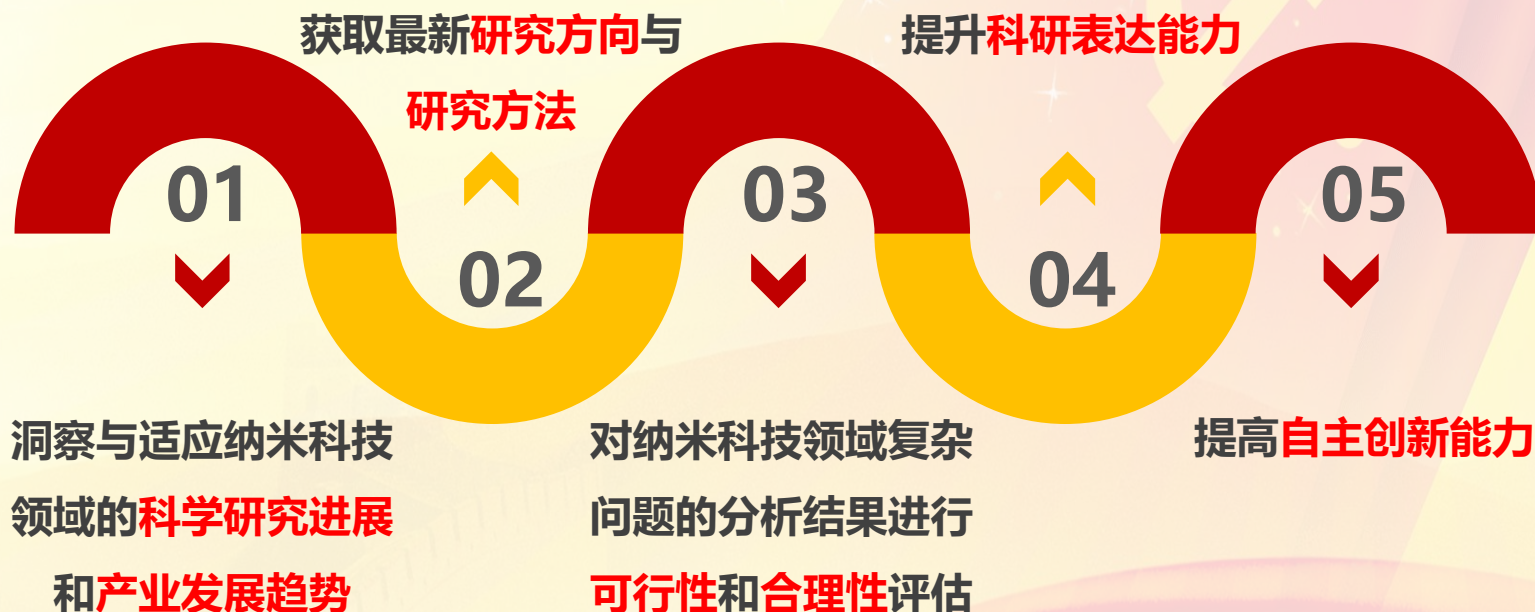 01
洞察与适应纳米科技
领域的科学研究进展
和产业发展趋势
获取最新研究方向与
研究方法
02
03
对纳米科技领域复杂
问题的分析结果进行
可行性和合理性评估
提升科研表达能力
04
05
提高自主创新能力